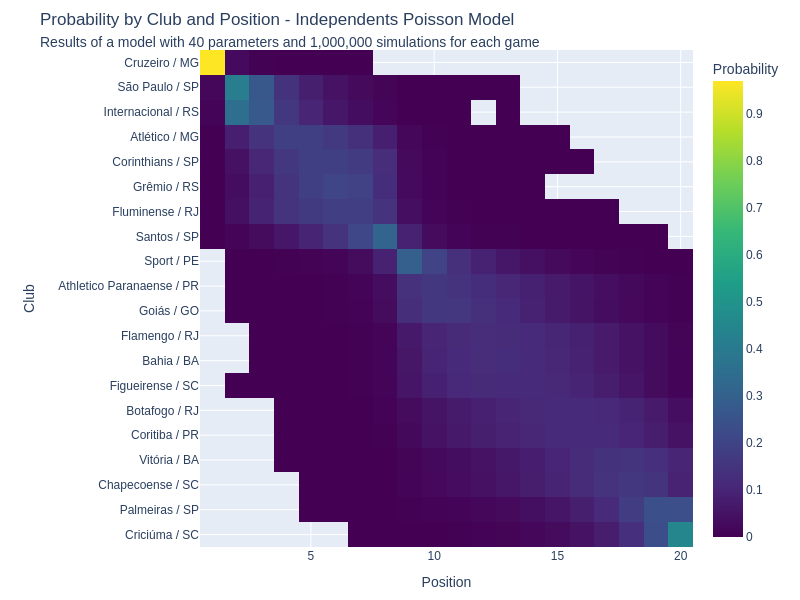 Probability by Club and Position - Independents Poisson Model
Results of a model with 40 parameters and 1,000,000 simulations for each game
Probability
Club
Cruzeiro / MG
São Paulo / SP
Internacional / RS
Atlético / MG
Corinthians / SP
Grêmio / RS
Fluminense / RJ
Santos / SP
Sport / PE
Athletico Paranaense / PR
Goiás / GO
Flamengo / RJ
Bahia / BA
Figueirense / SC
Botafogo / RJ
Coritiba / PR
Vitória / BA
Chapecoense / SC
Palmeiras / SP
Criciúma / SC
0.9
0.8
0.7
0.6
0.5
0.4
0.3
0.2
0.1
0
5 10 15 20
Position